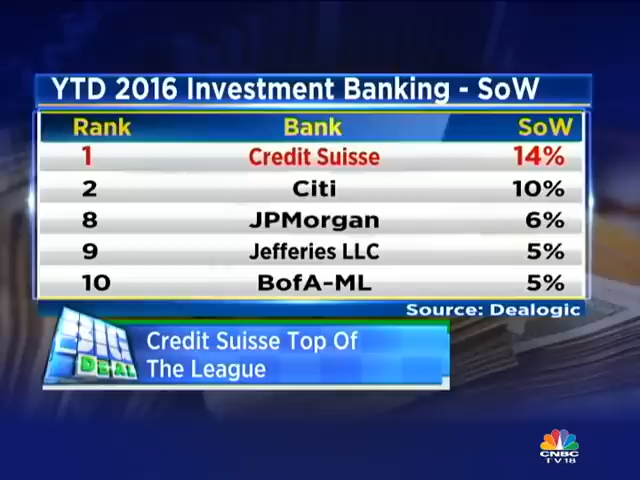 YTD 2016 Investment Banking - SoW
Rank Bank SoW
1 Credit Suisse 14%
2 Citi 10%
8 JPMorgan 6%
9 Jefferies LLC 5%
10 BofA-ML 5%
Source: Dealogic
BIG
DEAL
Credit Suisse Top Of
The League
CNBC
TV18